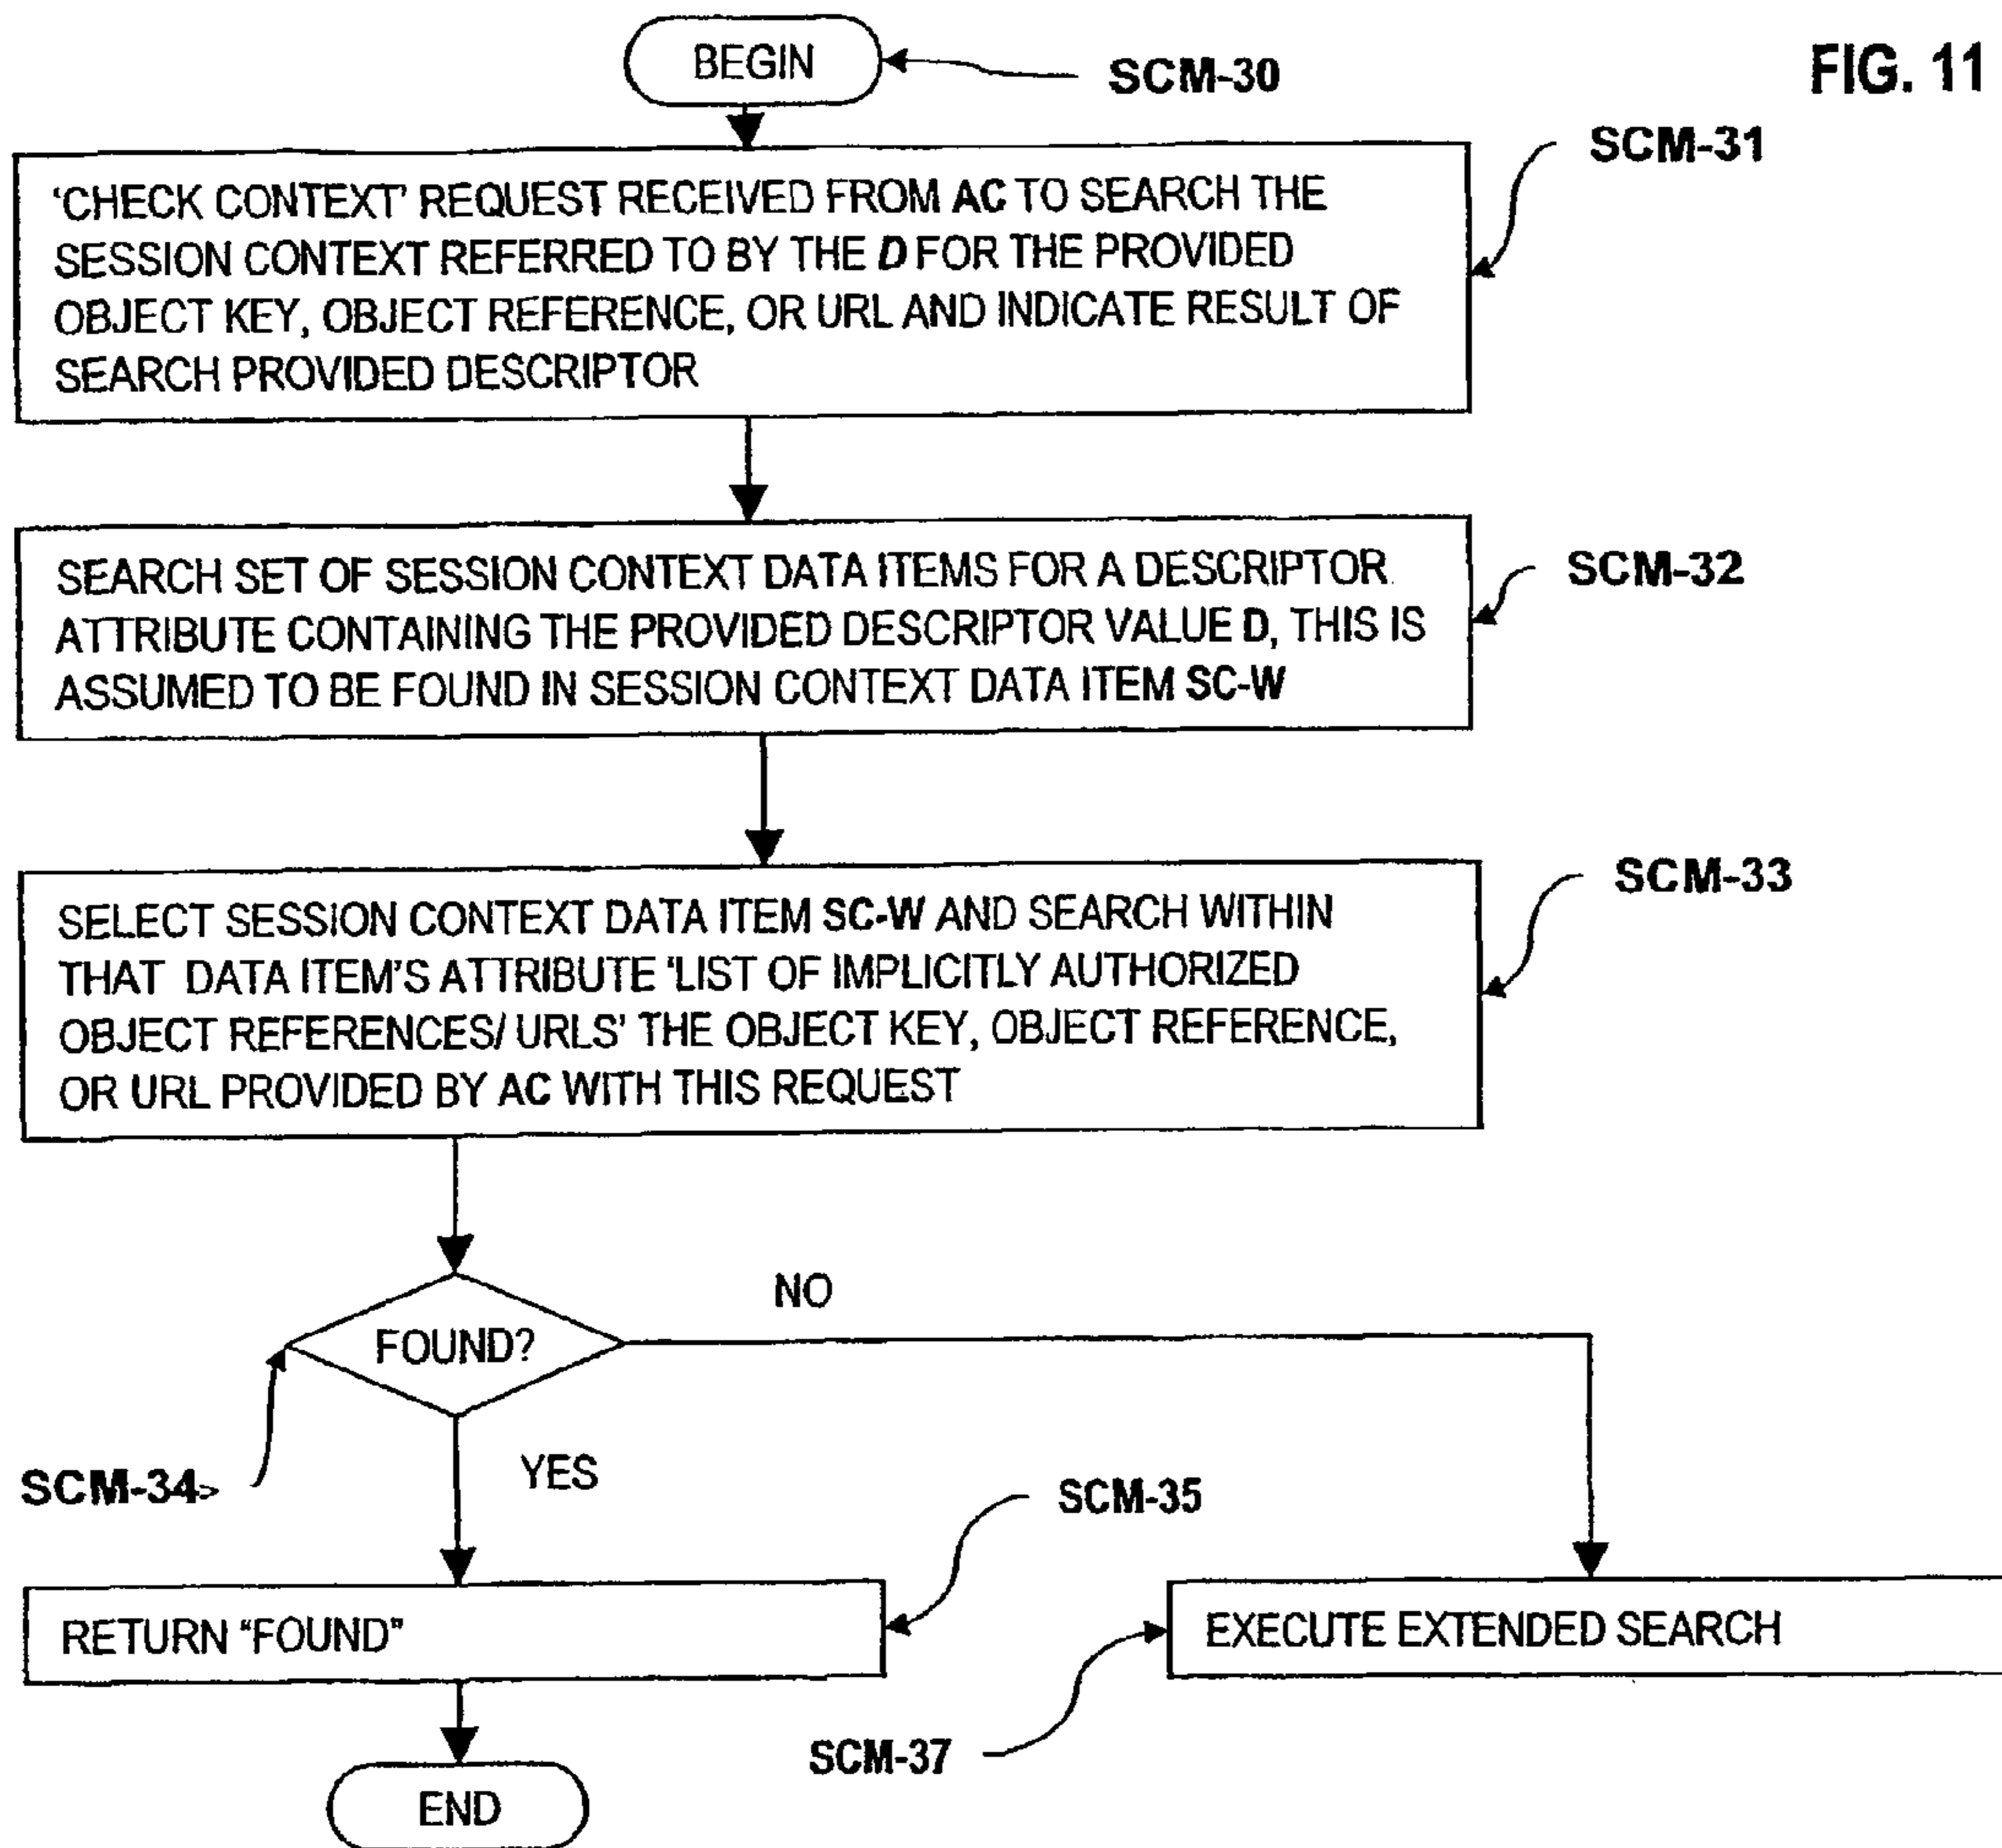 BEGIN
SCM-30
FIG. 11
SCM-31
'CHECK CONTEXT' REQUEST RECEIVED FROM AC TO SEARCH THE
SESSION CONTEXT REFERRED TO BY THE D FOR THE PROVIDED
OBJECT KEY, OBJECT REFERENCE, OR URL AND INDICATE RESULT OF
SEARCH PROVIDED DESCRIPTOR
SCM-32
SEARCH SET OF SESSION CONTEXT DATA ITEMS FOR A DESCRIPTOR
ATTRIBUTE CONTAINING THE PROVIDED DESCRIPTOR VALUE D, THIS IS
ASSUMED TO BE FOUND IN SESSION CONTEXT DATA ITEM SC-W
SCM-33
SELECT SESSION CONTEXT DATA ITEM SC-W AND SEARCH WITHIN
THAT DATA ITEM'S ATTRIBUTE 'LIST OF IMPLICITLY AUTHORIZED
OBJECT REFERENCES/ URLS' THE OBJECT KEY, OBJECT REFERENCE,
OR URL PROVIDED BY AC WITH THIS REQUEST
NO
FOUND?
SCM-34
YES
SCM-35
RETURN "FOUND"
EXECUTE EXTENDED SEARCH
SCM-37
END